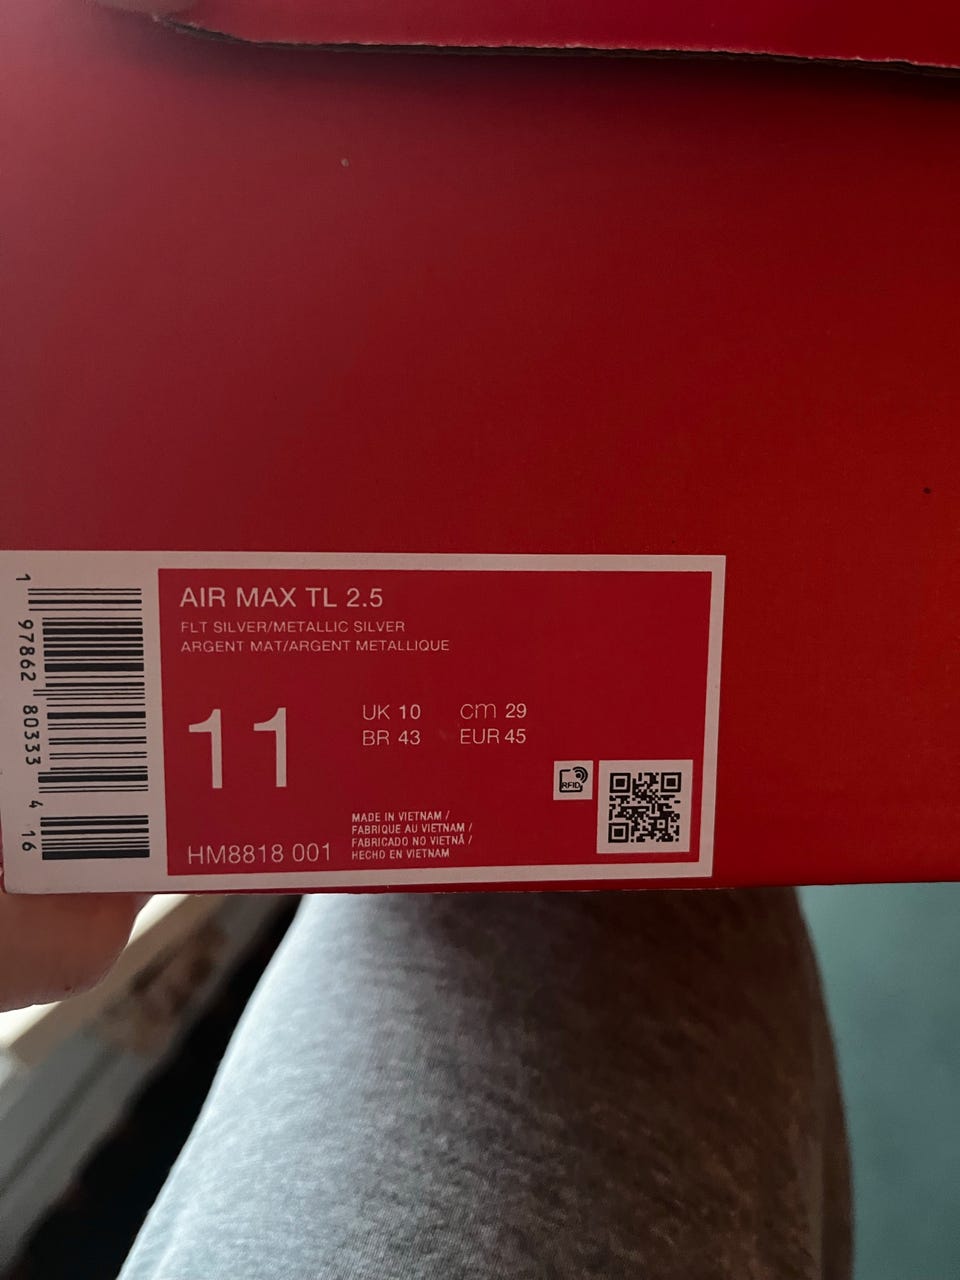 AIR MAX TL 2.5
FLT SILVER/METALLIC SILVER
ARGENT MAT/ARGENT METALLIQUE
11
UK 10 cm 29
BR 43 EUR 45
RFID
MADE IN VIETNAM /
FABRIQUE AU VIETNAM /
FABRICADO NO VIETNÃ /
HECHO EN VIETNAM
HM8818 001
1 97862 80333 4 16